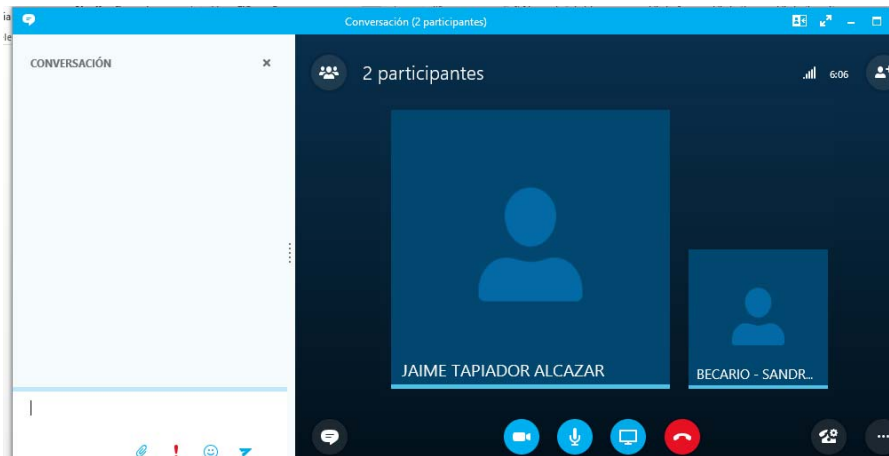 Conversación (2 participantes)
CONVERSACIÓN
2 participantes
6:06
JAIME TAPIADOR ALCAZAR
BECARIO - SANDR...